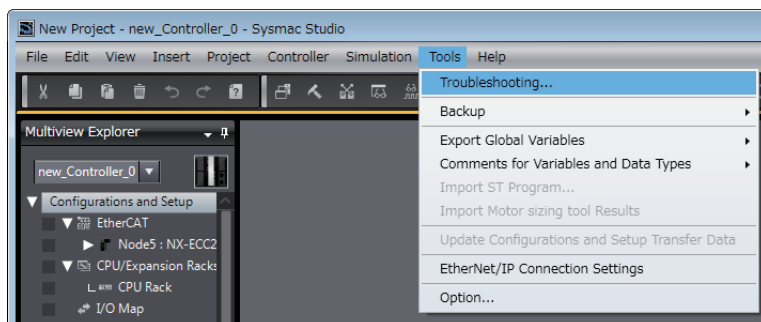 New Project - new_Controller_0 - Sysmac Studio
File Edit View Insert Project Controller Simulation Tools Help
Troubleshooting...
Backup
Export Global Variables
Comments for Variables and Data Types
Import ST Program...
Import Motor sizing tool Results
Update Configurations and Setup Transfer Data
EtherNet/IP Connection Settings
Option...
Multiview Explorer
new_Controller_0
Configurations and Setup
EtherCAT
Node5 : NX-ECC2
CPU/Expansion Racks
CPU Rack
I/O Map